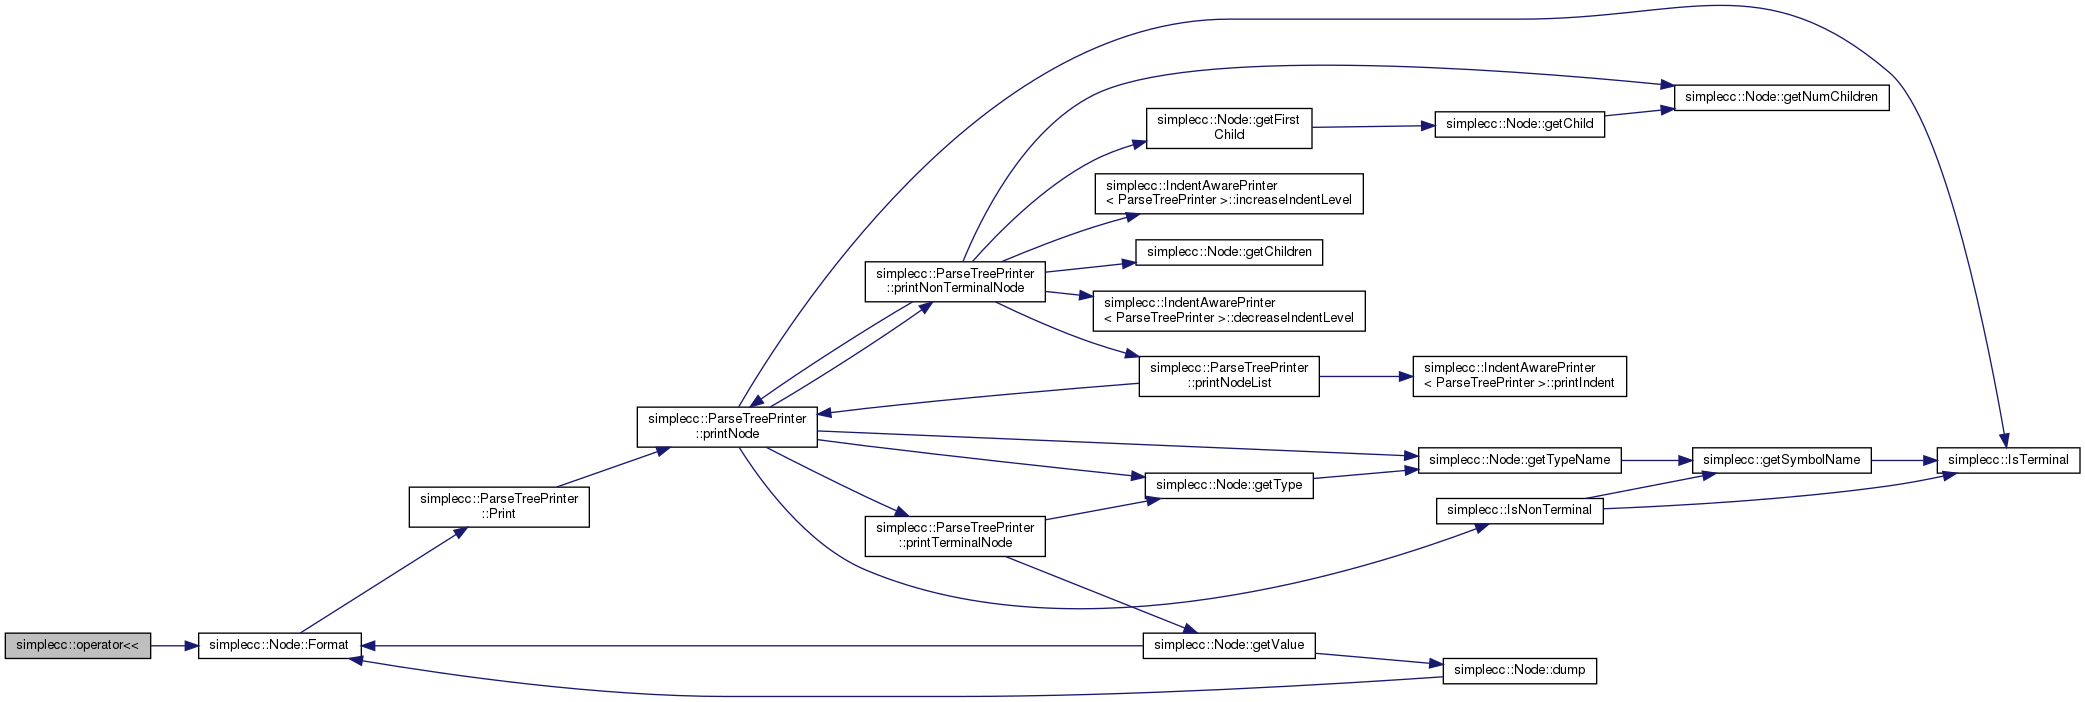 simplecc::operator<<
simplecc::Node::Format
simplecc::ParseTreePrinter
::Print
simplecc::ParseTreePrinter
::printNode
simplecc::ParseTreePrinter
::printNonTerminalNode
simplecc::ParseTreePrinter
::printTerminalNode
simplecc::Node::getFirst
Child
simplecc::IndentAwarePrinter
< ParseTreePrinter >::increaseIndentLevel
simplecc::Node::getChildren
simplecc::IndentAwarePrinter
< ParseTreePrinter >::decreaseIndentLevel
simplecc::ParseTreePrinter
::printNodeList
simplecc::Node::getType
simplecc::Node::getValue
simplecc::Node::getChild
simplecc::IndentAwarePrinter
< ParseTreePrinter >::printIndent
simplecc::Node::getTypeName
simplecc::IsNonTerminal
simplecc::Node::dump
simplecc::Node::getNumChildren
simplecc::getSymbolName
simplecc::IsTerminal